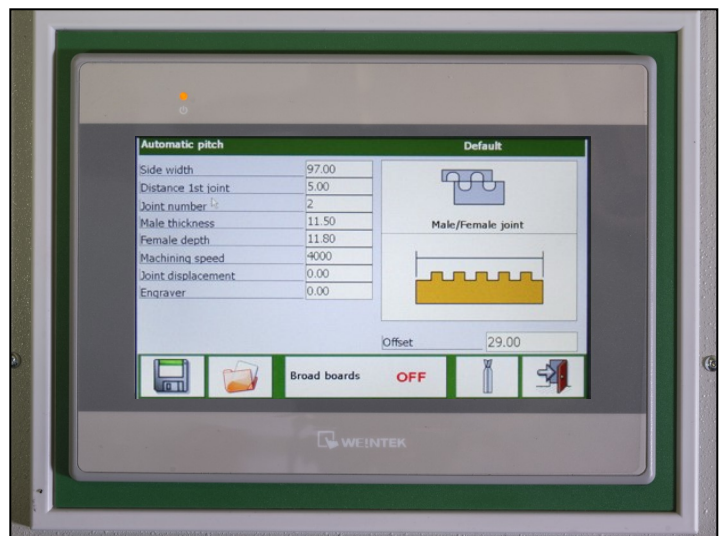 Automatic pitch Default
Side width 97.00
Distance 1st joint 5.00
Joint number 2
Male thickness 11.50
Female depth 11.80
Machining speed 4000
Joint displacement 0.00
Engraver 0.00
Male/Female joint
Offset 29.00
Broad boards OFF
WEINTEK